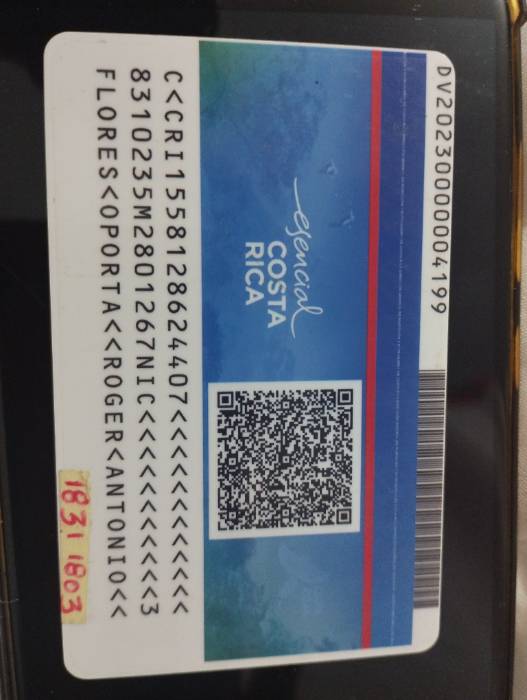 DV20230000004199
esencial
COSTA
RICA
C<CRI155812862440７<<<<<<<<<<<<
8310235M2801267NIC<<<<<<<<<<<3
FLORES<OPORTA<<ROGER<ANTONIO<<
1831 1803